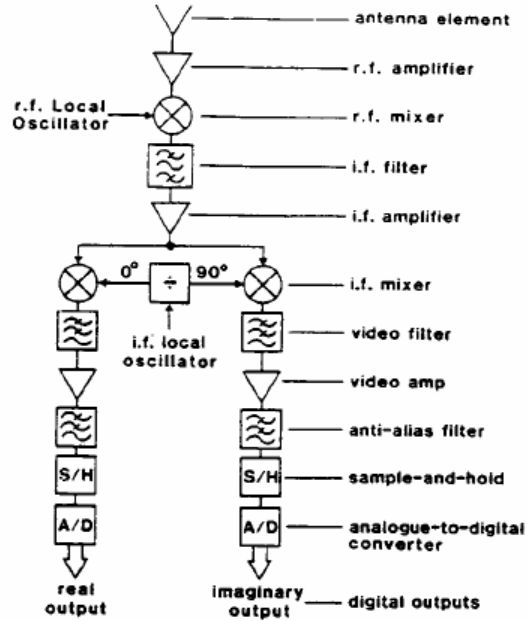 antenna element
r.f. amplifier
r.f. Local
Oscillator
r.f. mixer
i.f. filter
i.f. amplifier
0°
÷
90°
i.f. mixer
i.f. local
oscillator
video filter
video amp
anti-alias filter
S/H
S/H
sample-and-hold
A/D
A/D
analogue-to-digital
converter
real
output
imaginary
output
digital outputs